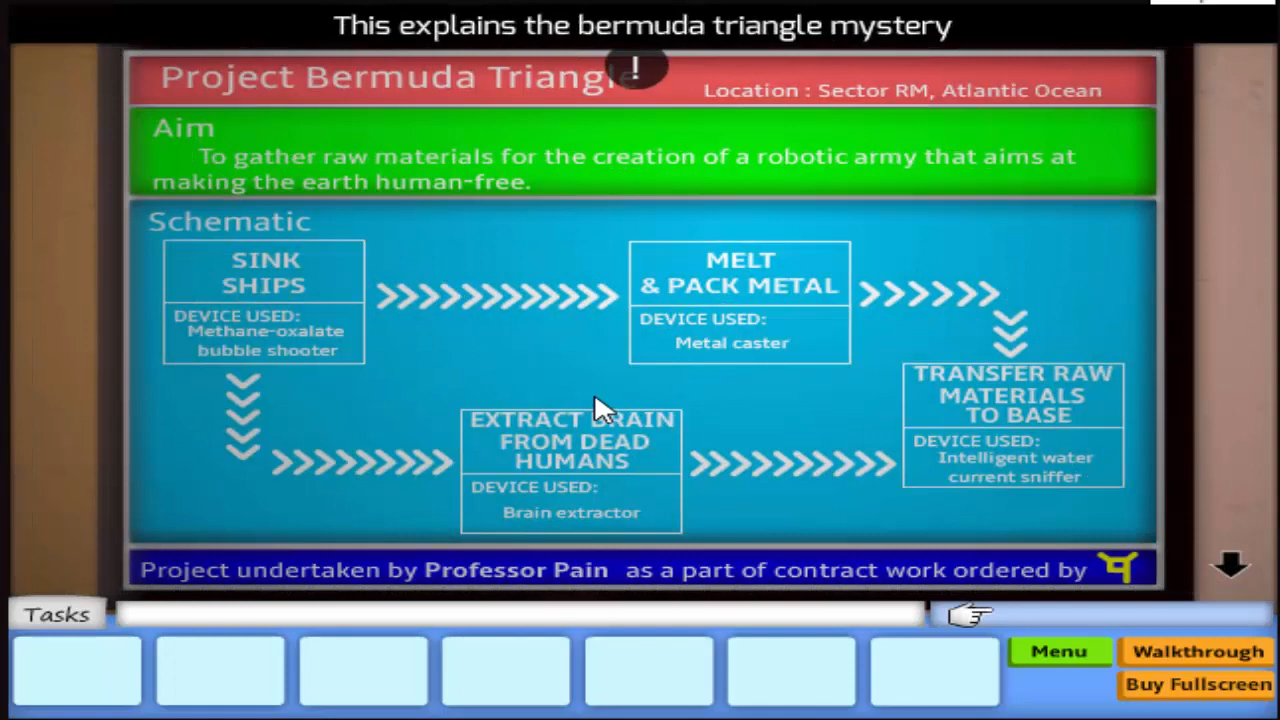 This explains the bermuda triangle mystery
!
Project Bermuda Triangle
Location : Sector RM, Atlantic Ocean
Aim
To gather raw materials for the creation of a robotic army that aims at
making the earth human-free.
Schematic
SINK
SHIPS
DEVICE USED:
Methane-oxalate
bubble shooter
MELT
& PACK METAL
DEVICE USED:
Metal caster
EXTRACT BRAIN
FROM DEAD
HUMANS
DEVICE USED:
Brain extractor
TRANSFER RAW
MATERIALS
TO BASE
DEVICE USED:
Intelligent water
current sniffer
Project undertaken by Professor Pain as a part of contract work ordered by
Tasks
Menu
Walkthrough
Buy Fullscreen